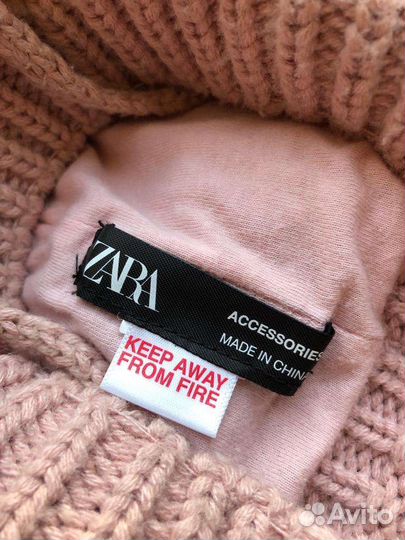 ZARA
ACCESSORIES
MADE IN CHINA
KEEP AWAY
FROM FIRE
Avito